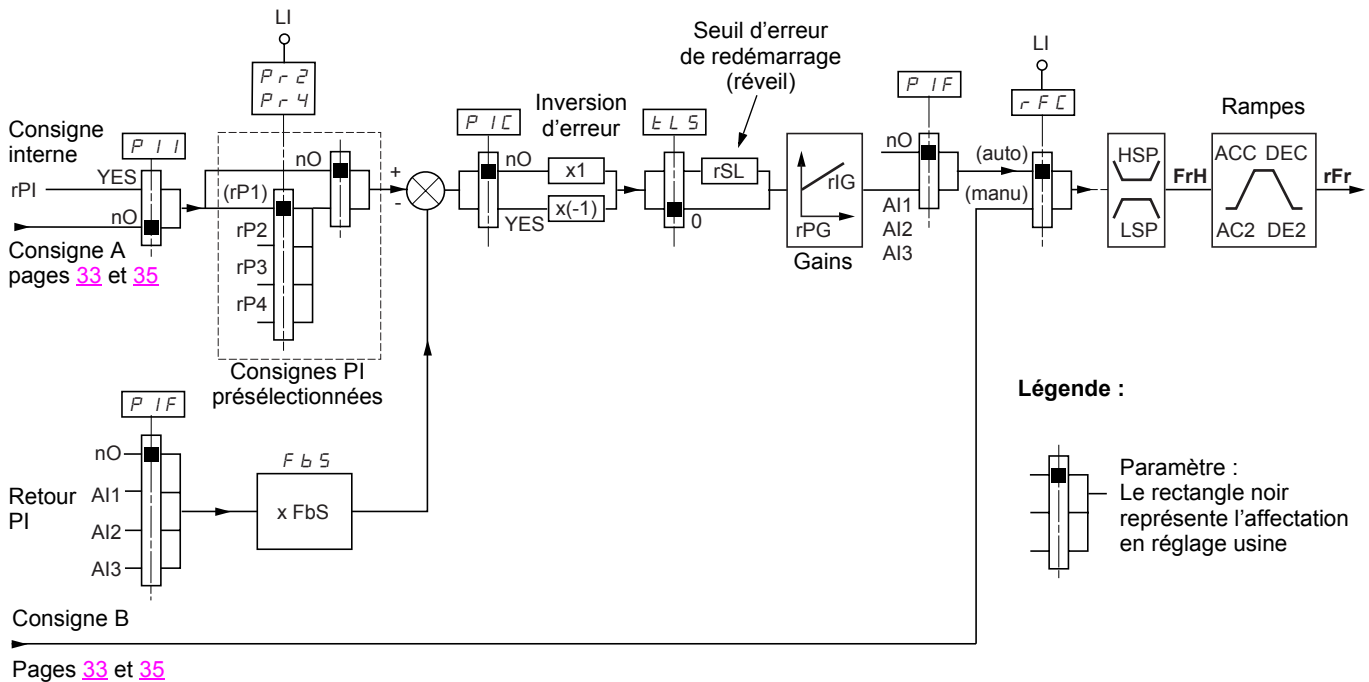 LI
Pr2
Pr4
Consigne
interne
PII
rPI
YES
nO
Consigne A
pages 33 et 35
nO
(rP1)
rP2
rP3
rP4
Consignes PI
présélectionnées
+
-
PIC
Inversion
d'erreur
nO
x1
YES
x(-1)
tLS
Seuil d'erreur
de redémarrage
(réveil)
rSL
0
rIG
rPG
Gains
PIF
nO
AI1
AI2
AI3
LI
rFC
(auto)
(manu)
HSP
LSP
FrH
Rampes
ACC DEC
AC2 DE2
rFr
PIF
Retour
PI
nO
AI1
AI2
AI3
FbS
x FbS
Légende :
Paramètre :
Le rectangle noir
représente l'affectation
en réglage usine
Consigne B
Pages 33 et 35